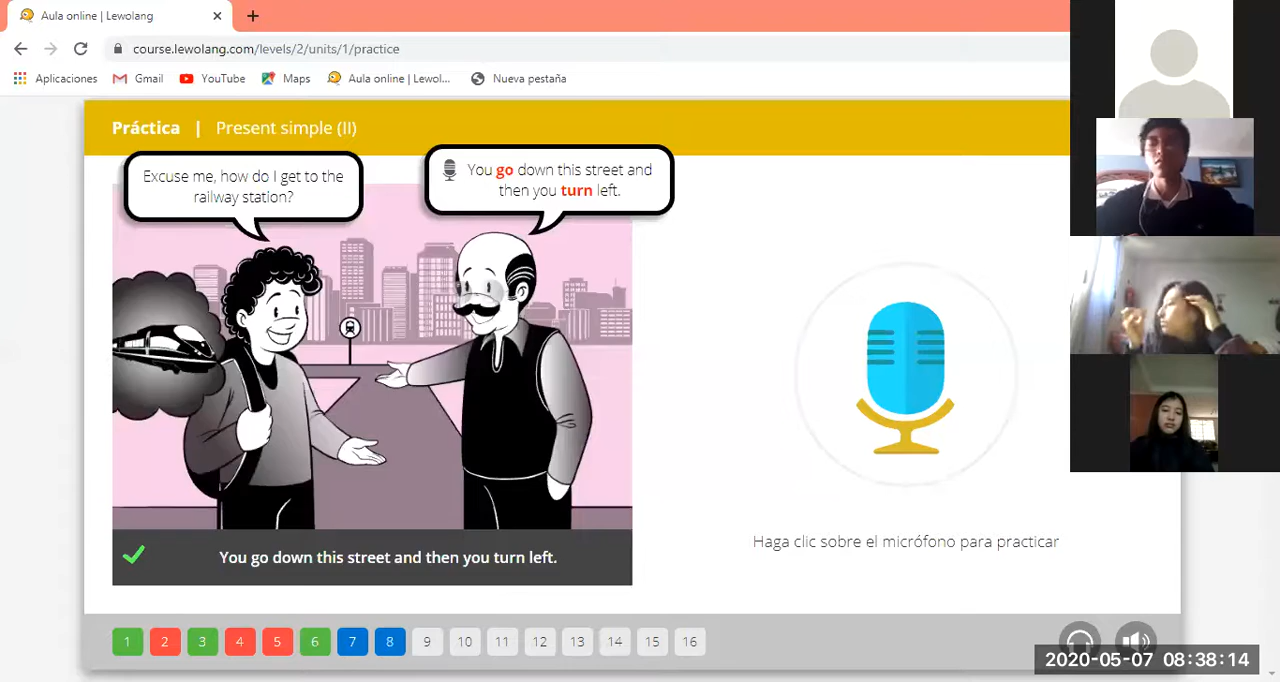 Aula online | Lewolang
course.lewolang.com/levels/2/units/1/practice
Aplicaciones Gmail YouTube Maps Aula online | Lewol... Nueva pestaña
Práctica | Present simple (II)
Excuse me, how do I get to the
railway station?
You go down this street and
then you turn left.
You go down this street and then you turn left.
Haga clic sobre el micrófono para practicar
1 2 3 4 5 6 7 8 9 10 11 12 13 14 15 16
2020-05-07 08:38:14